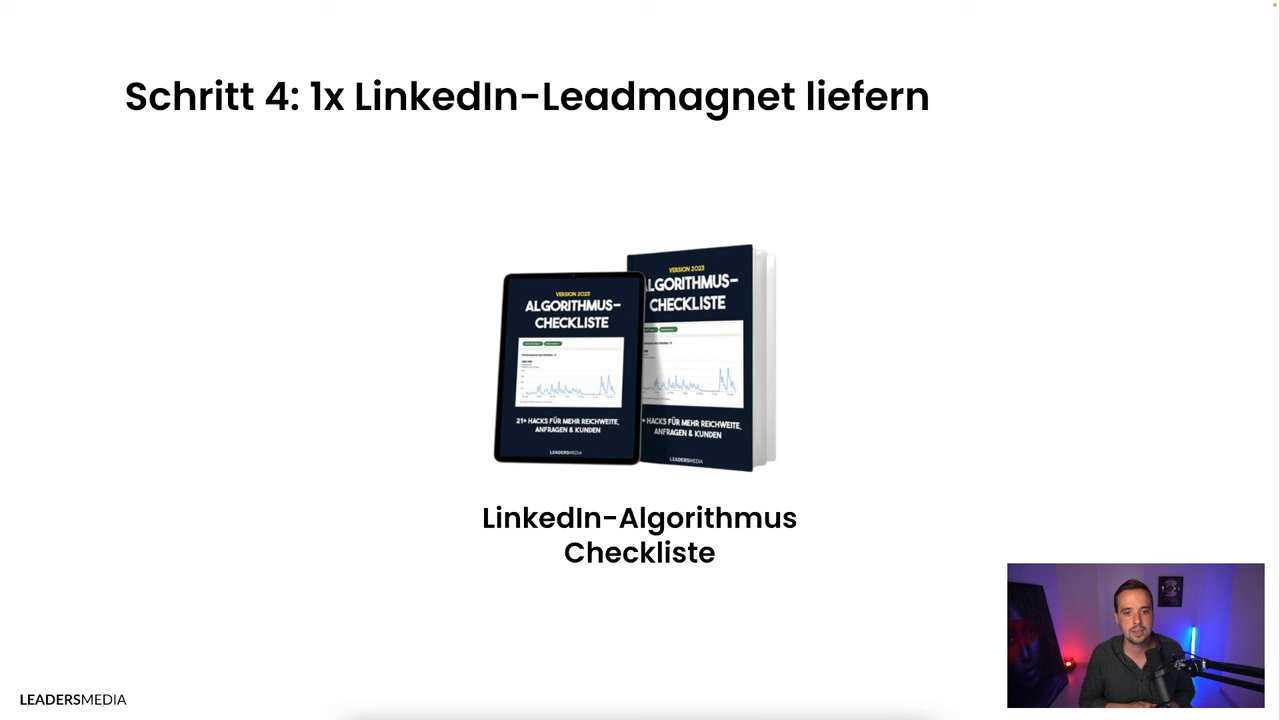 Schritt 4: 1x LinkedIn-Leadmagnet liefern
VERSION 2023
ALGORITHMUS-
CHECKLISTE
21+ HACKS FÜR MEHR REICHWEITE,
ANFRAGEN & KUNDEN
LEADERSMEDIA
VERSION 2023
ALGORITHMUS-
CHECKLISTE
+ HACKS FÜR MEHR REICHWEITE,
ANFRAGEN & KUNDEN
LEADERSMEDIA
LinkedIn-Algorithmus
Checkliste
LEADERSMEDIA